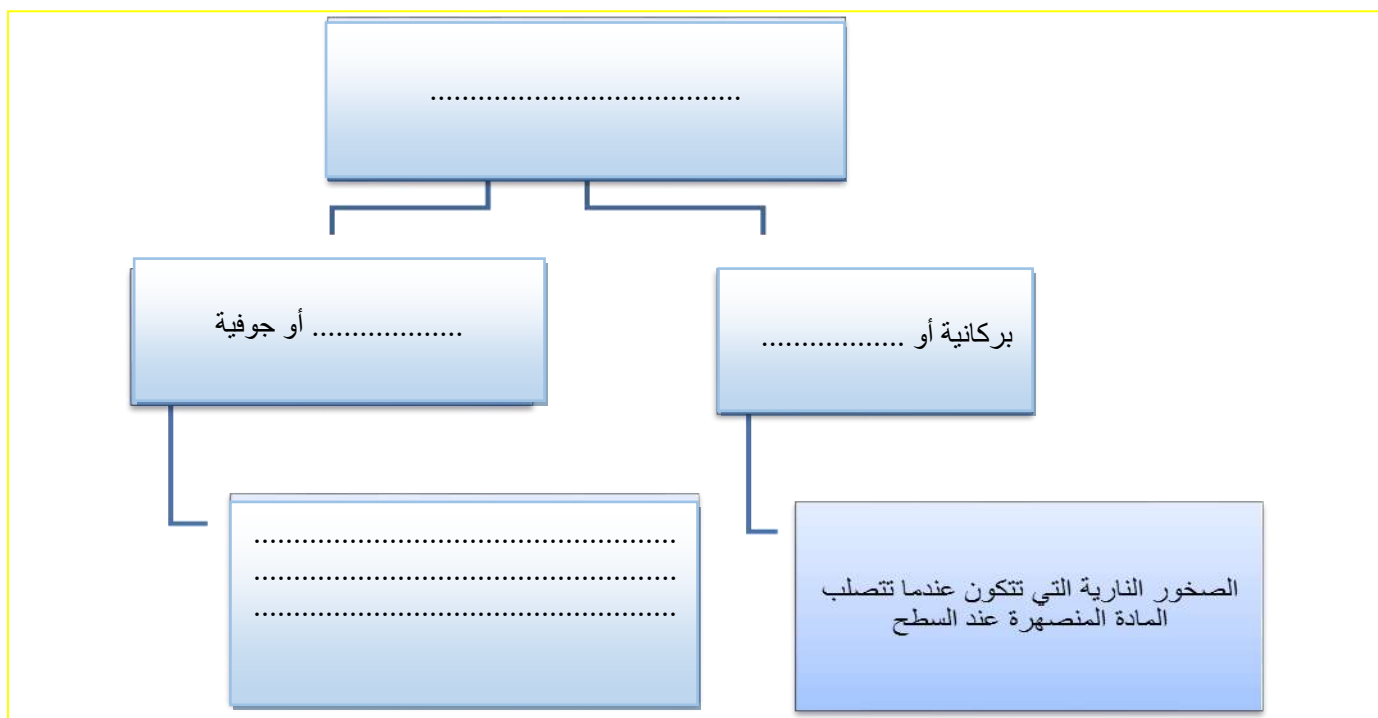 .......................................
بركانية أو ..................
................... أو جوفية
.....................................................
.....................................................
.....................................................
الصخور النارية التي تتكون عندما تتصلب
المادة المنصهرة عند السطح